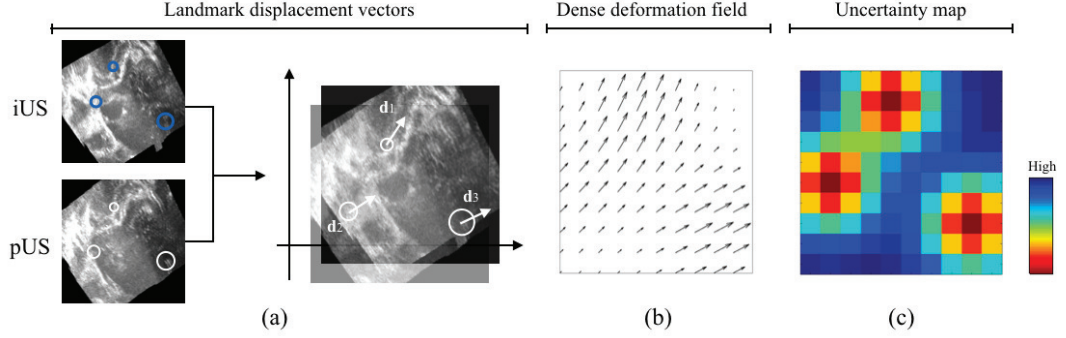 Landmark displacement vectors
Dense deformation field
Uncertainty map
iUS
pUS
d1
d2
d3
High
(a)
(b)
(c)